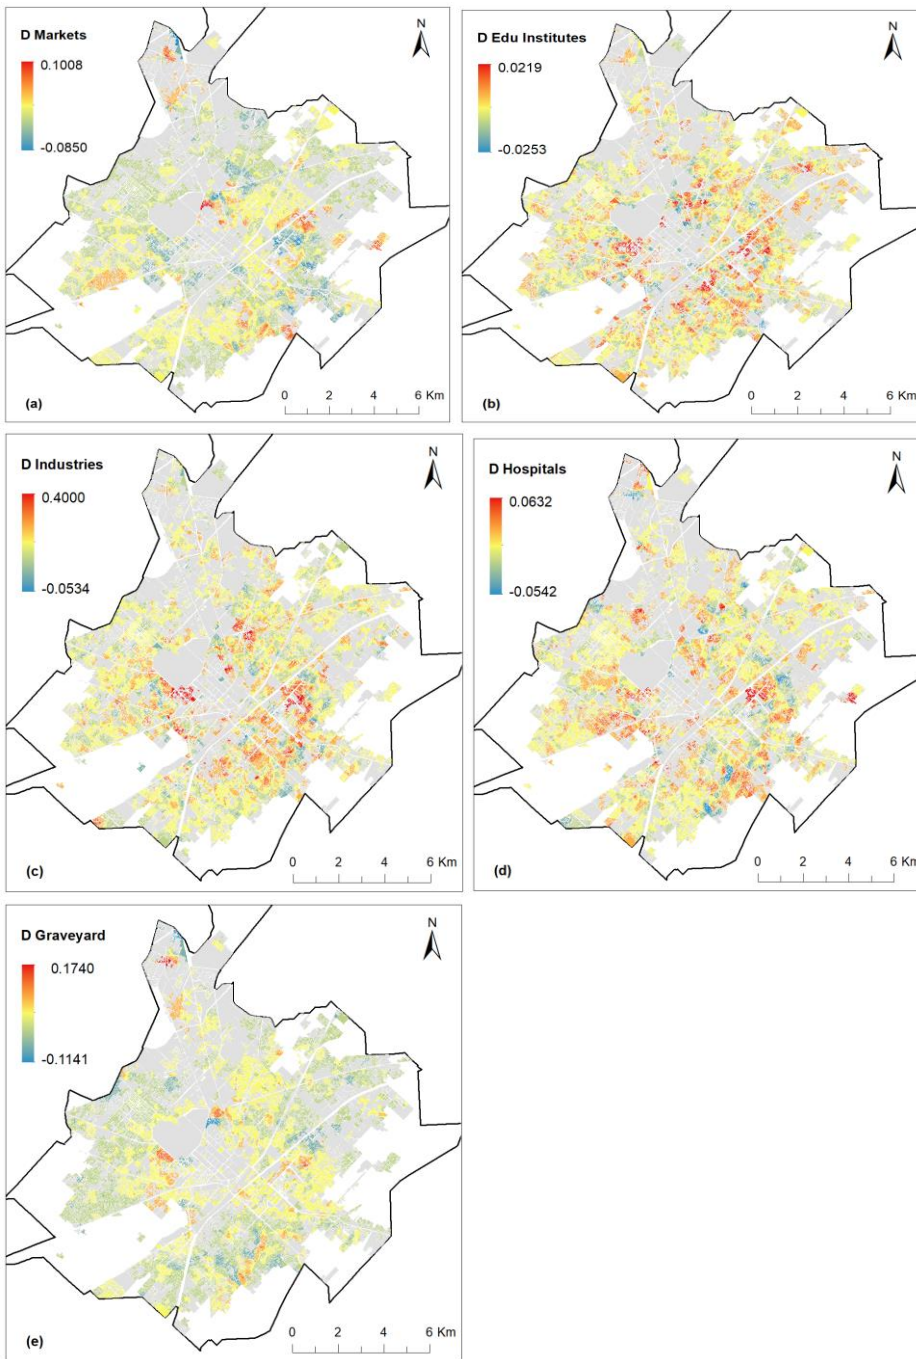 D Markets
0.1008
-0.0850
N
(a)
0 2 4 6 Km
D Edu Institutes
0.0219
-0.0253
N
(b)
0 2 4 6 Km
D Industries
0.4000
-0.0534
N
(c)
0 2 4 6 Km
D Hospitals
0.0632
-0.0542
N
(d)
0 2 4 6 Km
D Graveyard
0.1740
-0.1141
N
(e)
0 2 4 6 Km